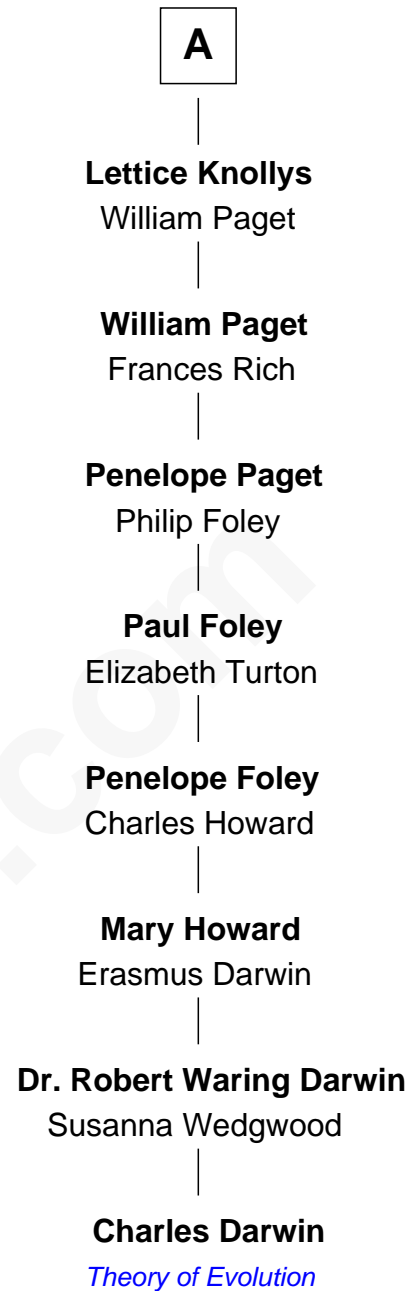 A
Lettice Knollys
William Paget
William Paget
Frances Rich
Penelope Paget
Philip Foley
Paul Foley
Elizabeth Turton
Penelope Foley
Charles Howard
Mary Howard
Erasmus Darwin
Dr. Robert Waring Darwin
Susanna Wedgwood
Charles Darwin
Theory of Evolution
.com